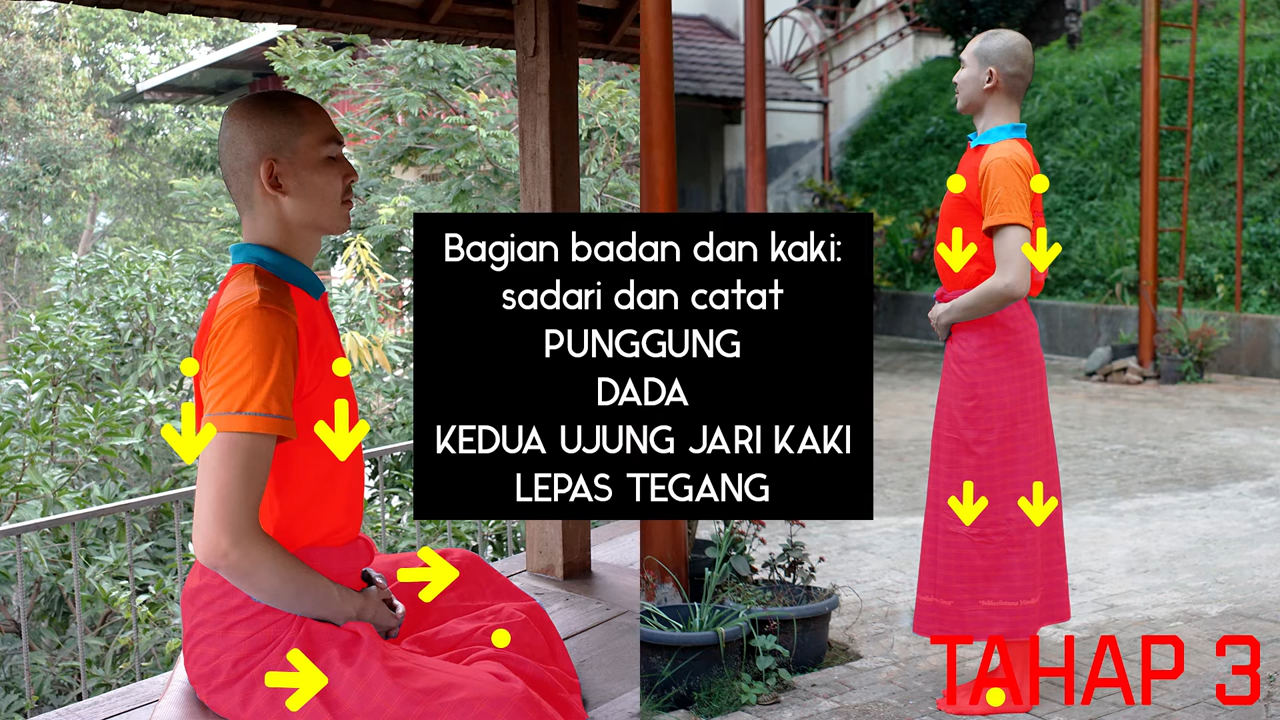 Bagian badan dan kaki:
sadari dan catat
PUNGGUNG
DADA
KEDUA UJUNG JARI KAKI
LEPAS TEGANG
TAHAP 3